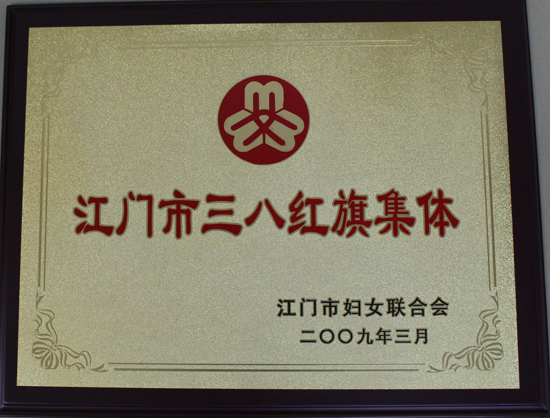 江门市三八红旗集体
江门市妇女联合会
二〇〇九年三月